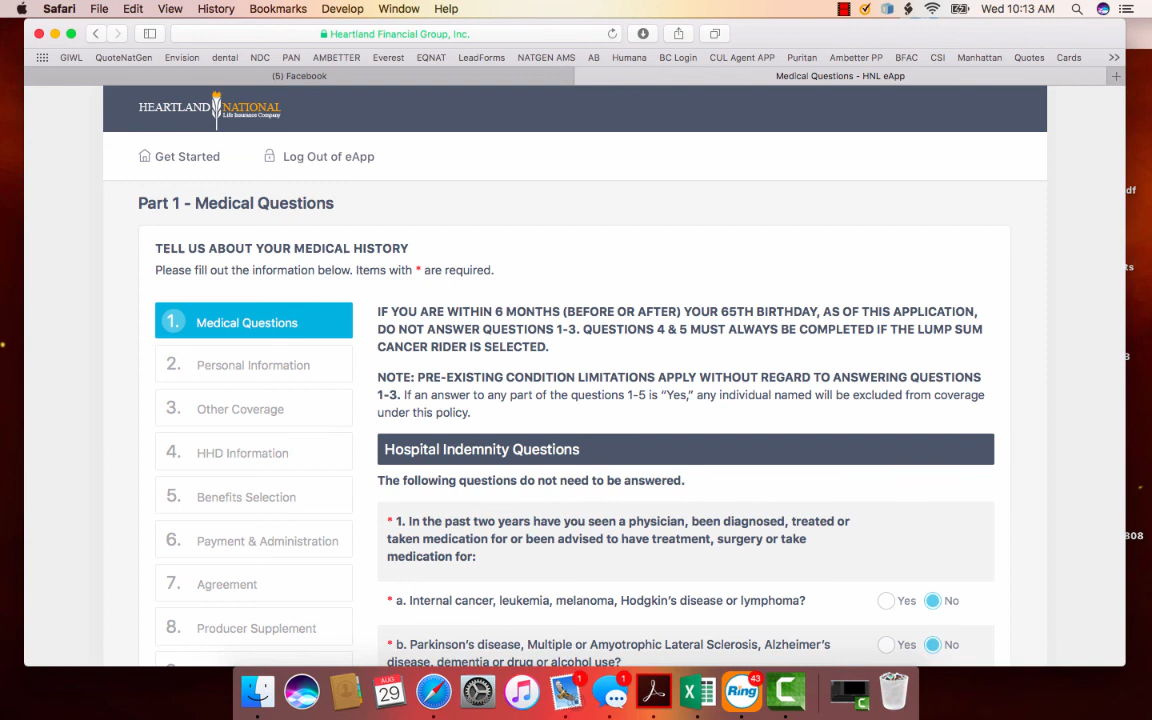 Safari File Edit View History Bookmarks Develop Window Help Wed 10:13 AM
Heartland Financial Group, Inc.
GIWL QuoteNatGen Envision dental NDC PAN AMBETTER Everest EQNAT LeadForms NATGEN AMS AB Humana BC Login CUL Agent APP Puritan Ambetter PP BFAC CSI Manhattan Quotes Cards >>
(5) Facebook Medical Questions - HNL eApp
HEARTLAND NATIONAL
Life Insurance Company
Get Started Log Out of eApp
Part 1 - Medical Questions
TELL US ABOUT YOUR MEDICAL HISTORY
Please fill out the information below. Items with * are required.
1. Medical Questions
2. Personal Information
3. Other Coverage
4. HHD Information
5. Benefits Selection
6. Payment & Administration
7. Agreement
8. Producer Supplement
IF YOU ARE WITHIN 6 MONTHS (BEFORE OR AFTER) YOUR 65TH BIRTHDAY, AS OF THIS APPLICATION,
DO NOT ANSWER QUESTIONS 1-3. QUESTIONS 4 & 5 MUST ALWAYS BE COMPLETED IF THE LUMP SUM
CANCER RIDER IS SELECTED.
NOTE: PRE-EXISTING CONDITION LIMITATIONS APPLY WITHOUT REGARD TO ANSWERING QUESTIONS
1-3. If an answer to any part of the questions 1-5 is “Yes,” any individual named will be excluded from coverage
under this policy.
Hospital Indemnity Questions
The following questions do not need to be answered.
* 1. In the past two years have you seen a physician, been diagnosed, treated or
taken medication for or been advised to have treatment, surgery or take
medication for:
* a. Internal cancer, leukemia, melanoma, Hodgkin’s disease or lymphoma? Yes No
* b. Parkinson’s disease, Multiple or Amyotrophic Lateral Sclerosis, Alzheimer’s Yes No
disease, dementia or drug or alcohol use?
df
ts
3
808
AUG
29
1
1
Ring
43